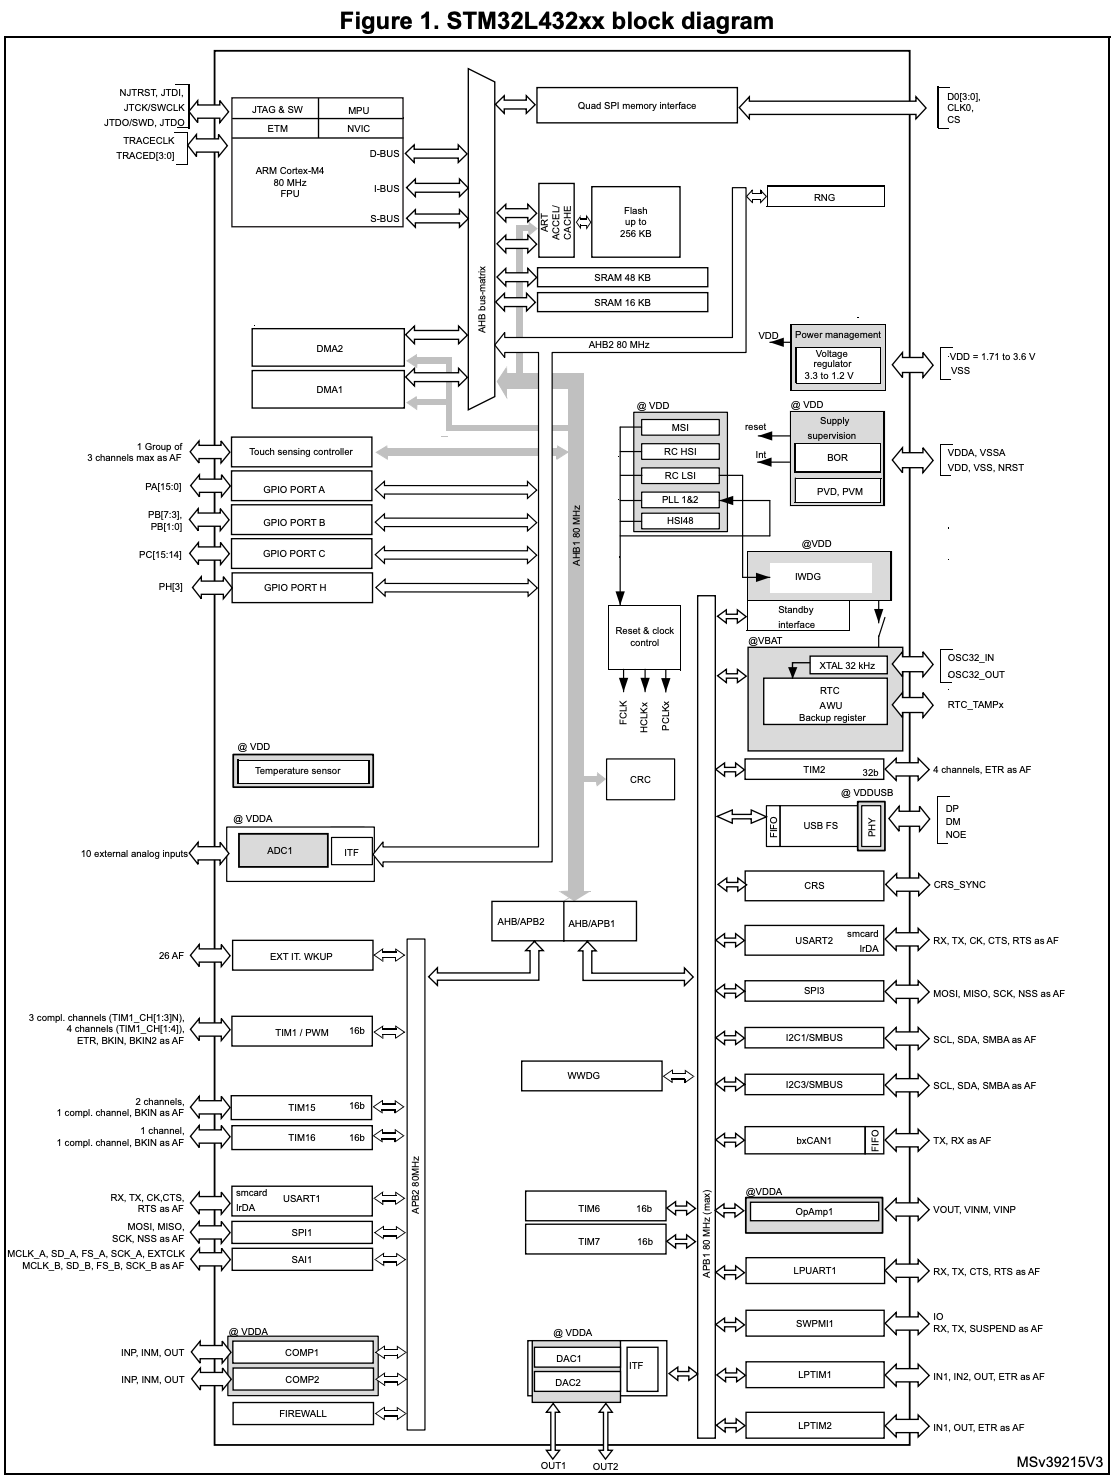 Figure 1. STM32L432xx block diagram
NJTRST, JTDI,
JTCK/SWCLK
JTDO/SWD, JTDO
TRACECLK
TRACED[3:0]
JTAG & SW
MPU
ETM
NVIC
ARM Cortex-M4
80 MHz
FPU
D-BUS
I-BUS
S-BUS
AHB bus-matrix
Quad SPI memory interface
D0[3:0],
CLK0,
CS
ART
ACCEL/
CACHE
Flash
up to
256 KB
RNG
SRAM 48 KB
SRAM 16 KB
AHB2 80 MHz
DMA2
DMA1
VDD
Power management
Voltage
regulator
3.3 to 1.2 V
VDD = 1.71 to 3.6 V
VSS
@ VDD
MSI
RC HSI
RC LSI
PLL 1&2
HSI48
@ VDD
reset
Int
Supply
supervision
BOR
PVD, PVM
VDDA, VSSA
VDD, VSS, NRST
1 Group of
3 channels max as AF
Touch sensing controller
PA[15:0]
GPIO PORT A
PB[7:3],
PB[1:0]
GPIO PORT B
PC[15:14]
GPIO PORT C
PH[3]
GPIO PORT H
AHB1 80 MHz
@VDD
IWDG
Standby
interface
Reset & clock
control
FCLK
HCLKx
PCLKx
@VBAT
XTAL 32 kHz
RTC
AWU
Backup register
OSC32_IN
OSC32_OUT
RTC_TAMPx
@ VDD
Temperature sensor
CRC
TIM2
32b
4 channels, ETR as AF
@ VDDUSB
FIFO
USB FS
PHY
DP
DM
NOE
@ VDDA
10 external analog inputs
ADC1
ITF
CRS
CRS_SYNC
AHB/APB2
AHB/APB1
26 AF
EXT IT. WKUP
USART2
smcard
IrDA
RX, TX, CK, CTS, RTS as AF
SPI3
MOSI, MISO, SCK, NSS as AF
3 compl. channels (TIM1_CH[1:3]N),
4 channels (TIM1_CH[1:4]),
ETR, BKIN, BKIN2 as AF
TIM1 / PWM
16b
I2C1/SMBUS
SCL, SDA, SMBA as AF
WWDG
I2C3/SMBUS
SCL, SDA, SMBA as AF
2 channels,
1 compl. channel, BKIN as AF
TIM15
16b
1 channel,
1 compl. channel, BKIN as AF
TIM16
16b
bxCAN1
FIFO
TX, RX as AF
APB2 80MHz
APB1 80 MHz (max)
RX, TX, CK,CTS,
RTS as AF
smcard
IrDA
USART1
TIM6
16b
TIM7
16b
@VDDA
OpAmp1
VOUT, VINM, VINP
MOSI, MISO,
SCK, NSS as AF
SPI1
MCLK_A, SD_A, FS_A, SCK_A, EXTCLK
MCLK_B, SD_B, FS_B, SCK_B as AF
SAI1
LPUART1
RX, TX, CTS, RTS as AF
SWPMI1
IO
RX, TX, SUSPEND as AF
@ VDDA
INP, INM, OUT
COMP1
INP, INM, OUT
COMP2
FIREWALL
@ VDDA
DAC1
DAC2
ITF
OUT1
OUT2
LPTIM1
IN1, IN2, OUT, ETR as AF
LPTIM2
IN1, OUT, ETR as AF
MSv39215V3